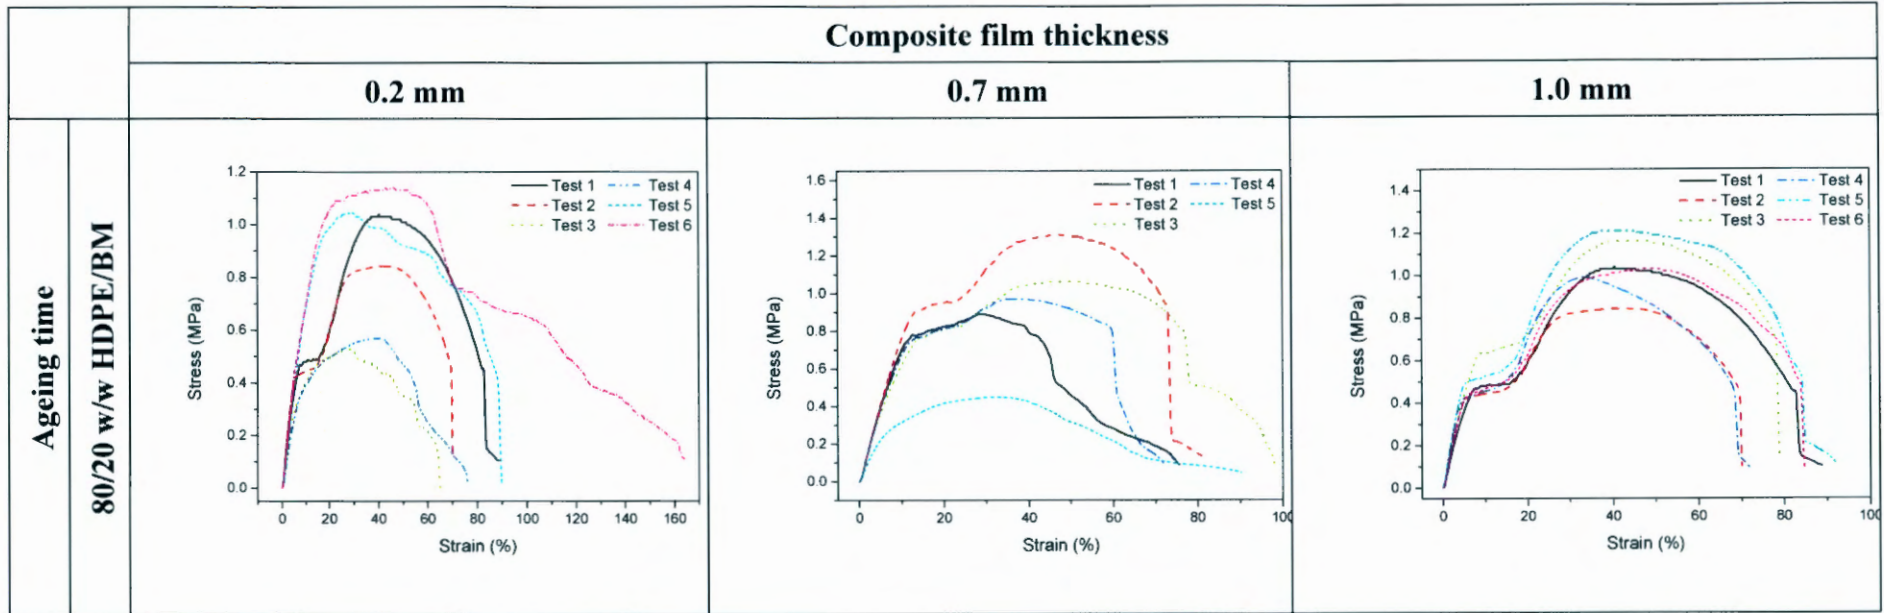 Composite film thickness
0.2 mm
0.7 mm
1.0 mm
Ageing time
80/20 w/w HDPE/BM
1.2
1.0
0.8
0.6
0.4
0.2
0.0
Stress (MPa)
Test 1 Test 4
Test 2 Test 5
Test 3 Test 6
0 20 40 60 80 100 120 140 160
Strain (%)
1.6
1.4
1.2
1.0
0.8
0.6
0.4
0.2
0.0
Stress (MPa)
Test 1 Test 4
Test 2 Test 5
Test 3
0 20 40 60 80 100
Strain (%)
1.4
1.2
1.0
0.8
0.6
0.4
0.2
0.0
Stress (MPa)
Test 1 Test 4
Test 2 Test 5
Test 3 Test 6
0 20 40 60 80 100
Strain (%)